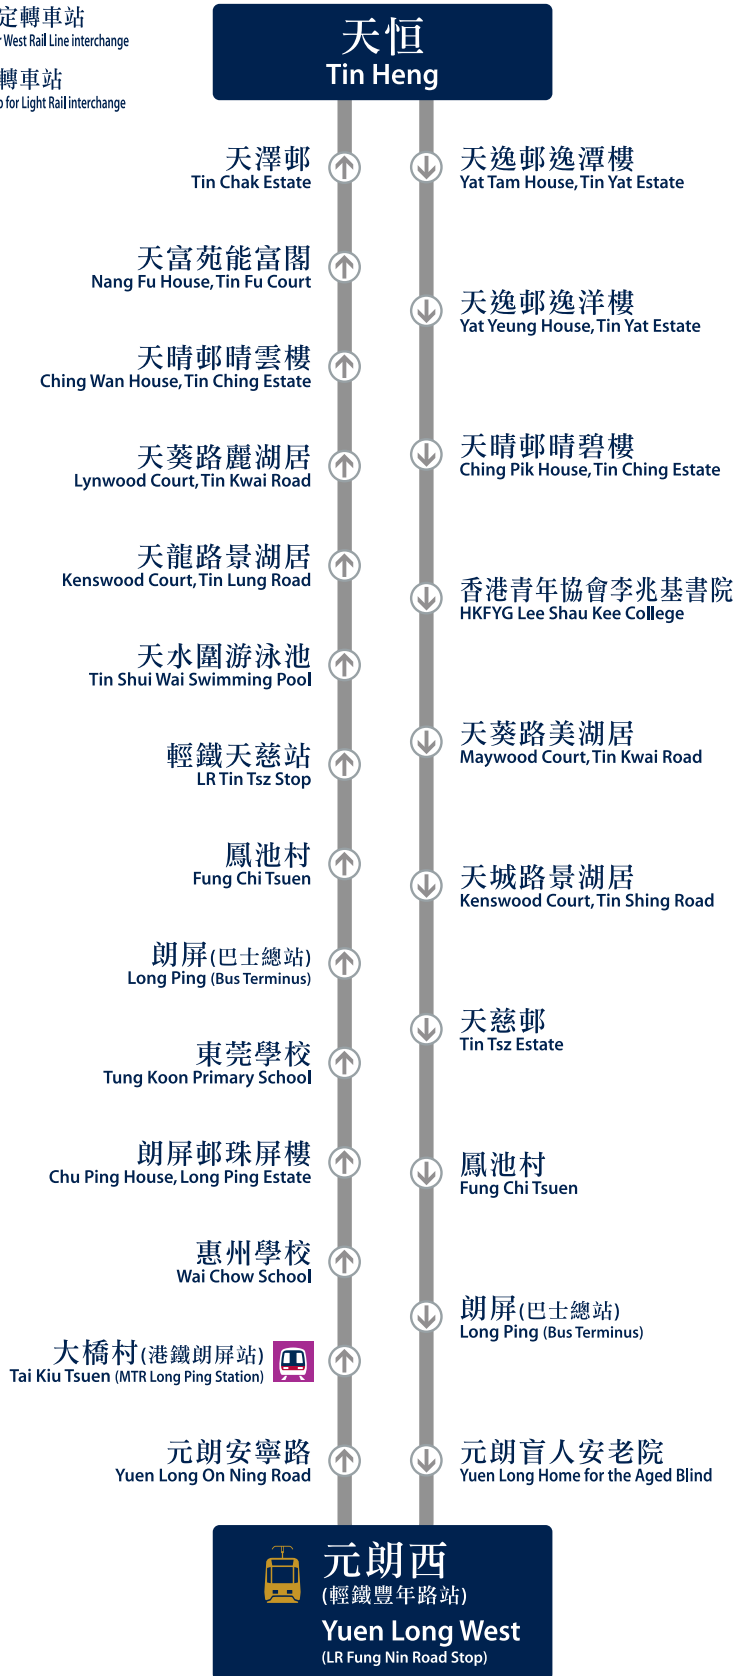 定轉車站
West Rail Line interchange
轉車站
for Light Rail interchange
天恒
Tin Heng
天澤邨
Tin Chak Estate
天富苑能富閣
Nang Fu House, Tin Fu Court
天晴邨晴雲樓
Ching Wan House, Tin Ching Estate
天葵路麗湖居
Lynwood Court, Tin Kwai Road
天龍路景湖居
Kenswood Court, Tin Lung Road
天水圍游泳池
Tin Shui Wai Swimming Pool
輕鐵天慈站
LR Tin Tsz Stop
鳳池村
Fung Chi Tsuen
朗屏(巴士總站)
Long Ping (Bus Terminus)
東莞學校
Tung Koon Primary School
朗屏邨珠屏樓
Chu Ping House, Long Ping Estate
惠州學校
Wai Chow School
大橋村(港鐵朗屏站)
Tai Kiu Tsuen (MTR Long Ping Station)
元朗安寧路
Yuen Long On Ning Road
天逸邨逸潭樓
Yat Tam House, Tin Yat Estate
天逸邨逸洋樓
Yat Yeung House, Tin Yat Estate
天晴邨晴碧樓
Ching Pik House, Tin Ching Estate
香港青年協會李兆基書院
HKFYG Lee Shau Kee College
天葵路美湖居
Maywood Court, Tin Kwai Road
天城路景湖居
Kenswood Court, Tin Shing Road
天慈邨
Tin Tsz Estate
鳳池村
Fung Chi Tsuen
朗屏(巴士總站)
Long Ping (Bus Terminus)
元朗盲人安老院
Yuen Long Home for the Aged Blind
元朗西
(輕鐵豐年路站)
Yuen Long West
(LR Fung Nin Road Stop)